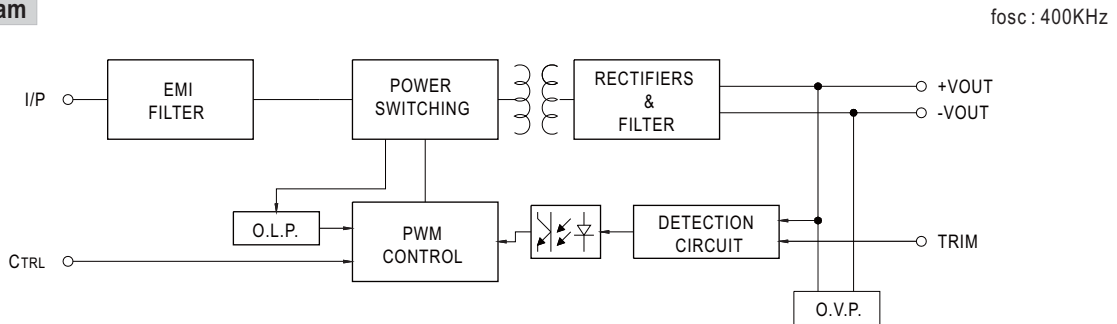 am
fosc : 400KHz
I/P
EMI
FILTER
POWER
SWITCHING
RECTIFIERS
&
FILTER
+VOUT
-VOUT
O.L.P.
PWM
CONTROL
DETECTION
CIRCUIT
TRIM
CTRL
O.V.P.